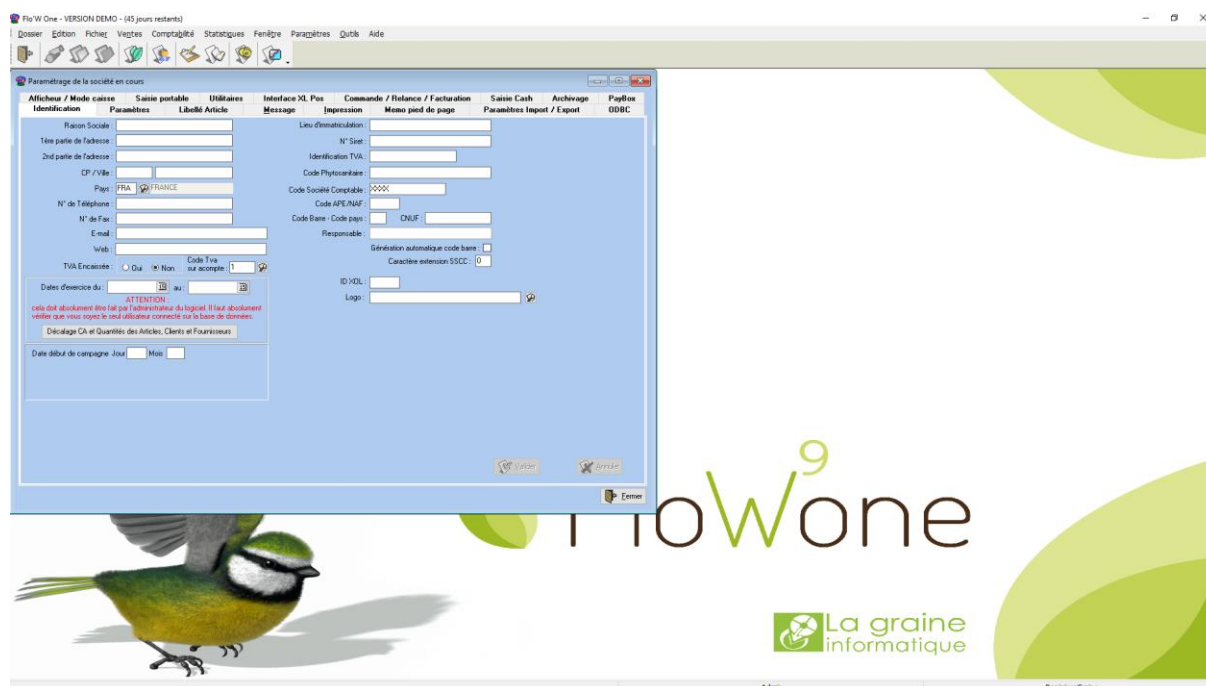 Flo'W One - VERSION DEMO - (45 jours restants)
Dossier Edition Fichier Ventes Comptabilité Statistiques Fenêtre Paramètres Outils Aide
Paramétrage de la société en cours
Afficheur / Mode caisse Saisie portable Utilitaires Interface XL Pos Commande / Relance / Facturation Saisie Cash Archivage PayBox
Identification Paramètres Libellé Article Message Impression Memo pied de page Paramètres Import / Export ODBC
Raison Sociale : Lieu d'immatriculation :
1ère partie de l'adresse : N° Siret :
2nd partie de l'adresse : Identification TVA :
CP / Ville : Code Phytosanitaire :
Pays : FRA FRANCE Code Société Comptable : XXXX
N° de Téléphone : Code APE/NAF :
N° de Fax : Code Barre - Code pays : CNUF :
E-mail : Responsable :
Web : Génération automatique code barre :
TVA Encaissée : Oui Non Code Tva sur acompte : 1 Caractère extension SSCC : 0
Dates d'exercice du : 15 au : 15 ID XOL :
Logo :
ATTENTION :
cela doit absolument être fait par l'administrateur du logiciel. Il faut absolument
vérifier que vous soyez le seul utilisateur connecté sur la base de données.
Décalage CA et Quantités des Articles, Clients et Fournisseurs
Date début de campagne Jour Mois
Valider Annuler
Fermer
9
FloWone
La graine
informatique